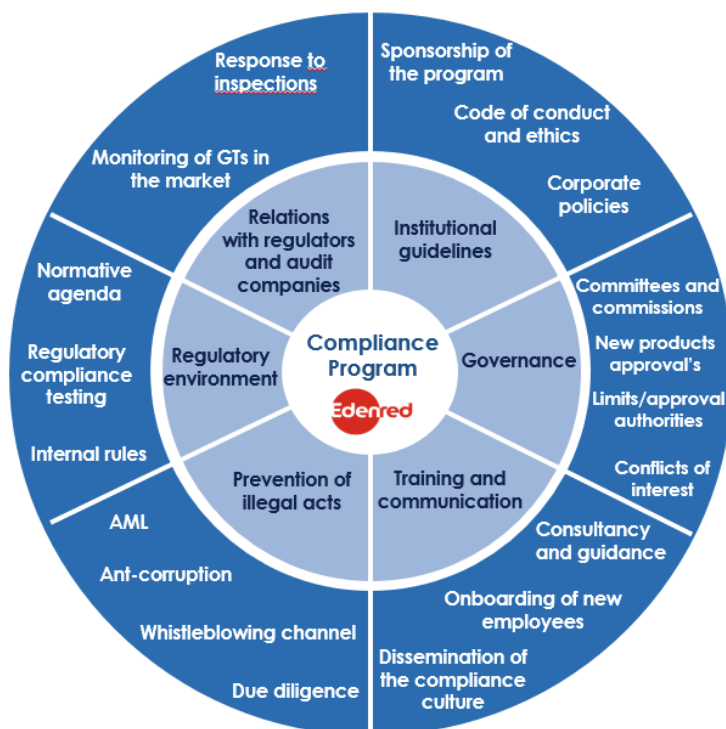 Compliance
Program
Edenred
Institutional
guidelines
Sponsorship of
the program
Code of conduct
and ethics
Corporate
policies
Governance
Committees and
commissions
New products
approval's
Limits/approval
authorities
Conflicts of
interest
Training and
communication
Consultancy
and guidance
Onboarding of new
employees
Dissemination of
the compliance
culture
Prevention of
illegal acts
AML
Ant-corruption
Whistleblowing channel
Due diligence
Regulatory
environment
Normative
agenda
Regulatory
compliance
testing
Internal rules
Relations
with regulators
and audit
companies
Response to
inspections
Monitoring of GTs in
the market